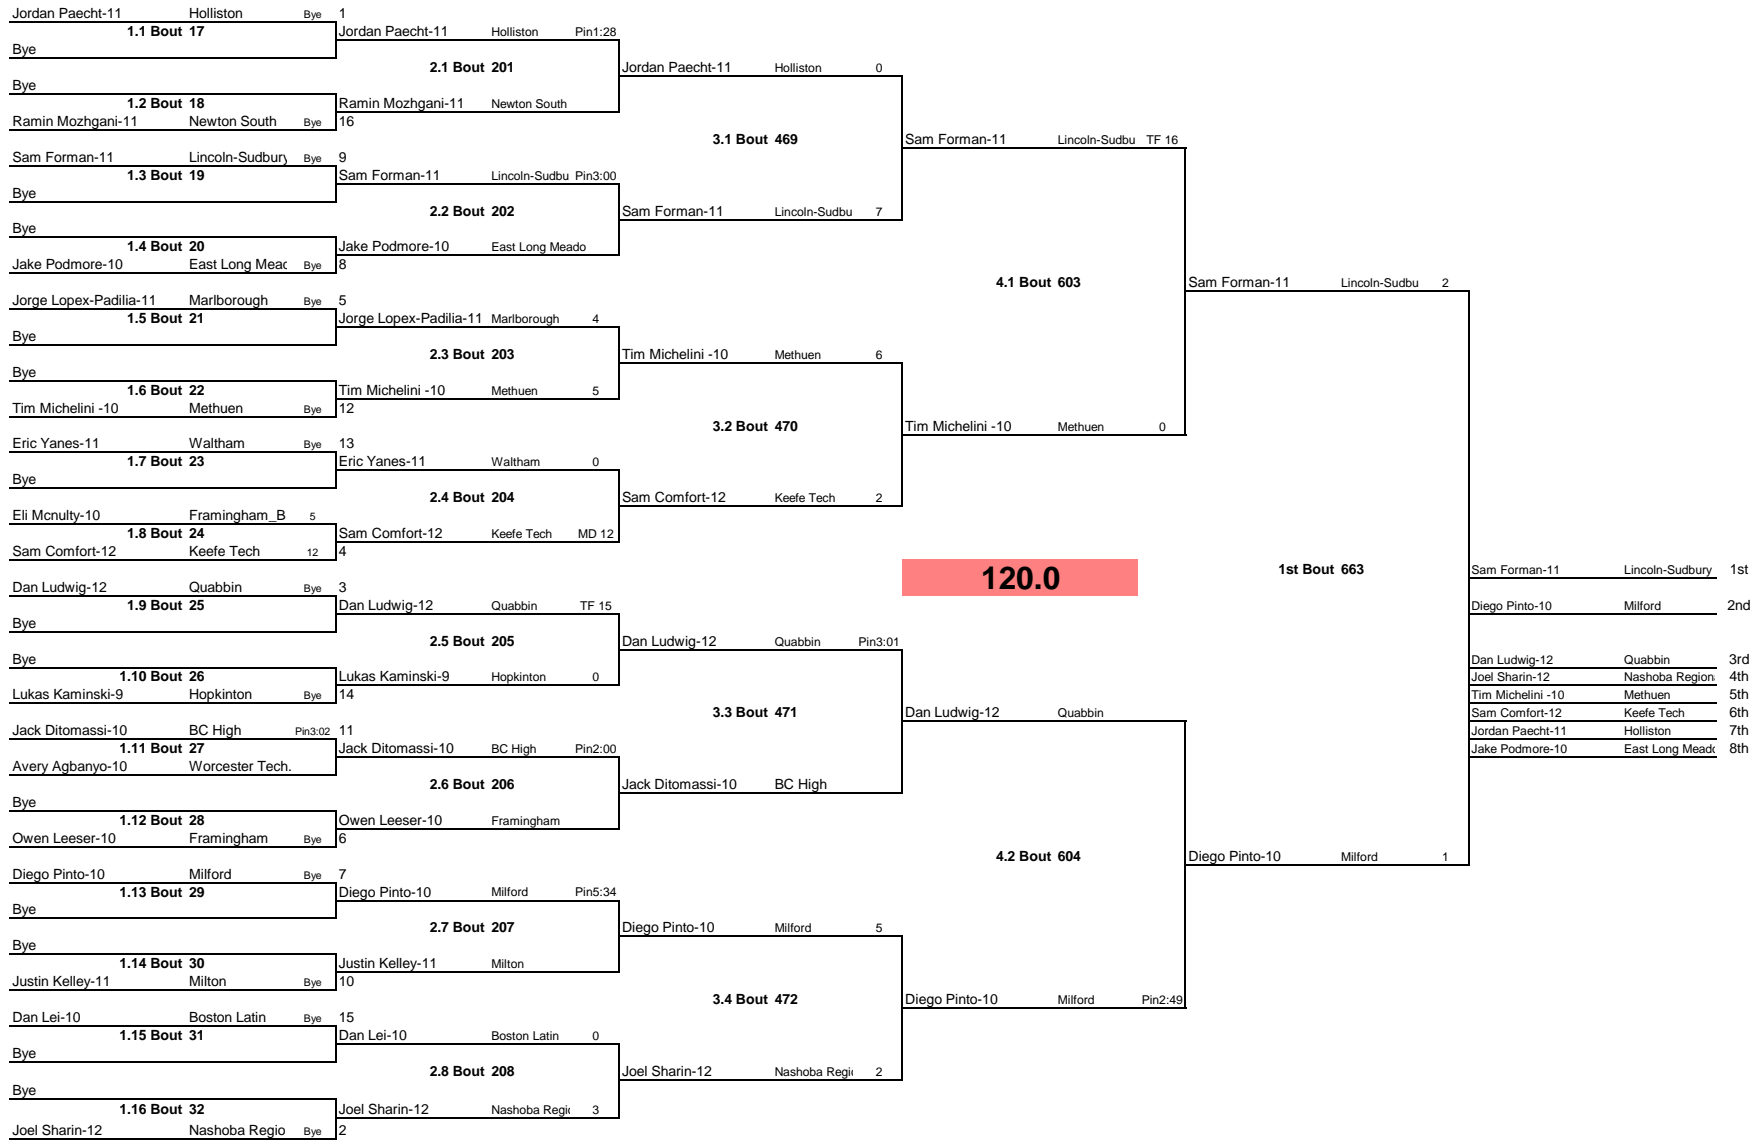 Jordan Paecht-11 Holliston Bye 1
1.1 Bout 17
Bye
Bye
1.2 Bout 18
Ramin Mozhgani-11 Newton South Bye 16
Sam Forman-11 Lincoln-Sudbury Bye 9
1.3 Bout 19
Bye
Bye
1.4 Bout 20
Jake Podmore-10 East Long Meac Bye 8
Jorge Lopex-Padilia-11 Marlborough Bye 5
1.5 Bout 21
Bye
Bye
1.6 Bout 22
Tim Michelini -10 Methuen Bye 12
Eric Yanes-11 Waltham Bye 13
1.7 Bout 23
Bye
Eli Mcnulty-10 Framingham_B 5
1.8 Bout 24
Sam Comfort-12 Keefe Tech 12 4
Dan Ludwig-12 Quabbin Bye 3
1.9 Bout 25
Bye
Bye
1.10 Bout 26
Lukas Kaminski-9 Hopkinton Bye 14
Jack Ditomassi-10 BC High Pin3:02 11
1.11 Bout 27
Avery Agbanyo-10 Worcester Tech.
Bye
1.12 Bout 28
Owen Leeser-10 Framingham Bye 6
Diego Pinto-10 Milford Bye 7
1.13 Bout 29
Bye
Bye
1.14 Bout 30
Justin Kelley-11 Milton Bye 10
Dan Lei-10 Boston Latin Bye 15
1.15 Bout 31
Bye
Bye
1.16 Bout 32
Joel Sharin-12 Nashoba Regio Bye 2
Jordan Paecht-11 Holliston Pin1:28
2.1 Bout 201
Ramin Mozhgani-11 Newton South
Sam Forman-11 Lincoln-Sudbu Pin3:00
2.2 Bout 202
Jake Podmore-10 East Long Meado
Jorge Lopex-Padilia-11 Marlborough 4
2.3 Bout 203
Tim Michelini -10 Methuen 5
Eric Yanes-11 Waltham 0
2.4 Bout 204
Sam Comfort-12 Keefe Tech MD 12
Dan Ludwig-12 Quabbin TF 15
2.5 Bout 205
Lukas Kaminski-9 Hopkinton 0
Jack Ditomassi-10 BC High Pin2:00
2.6 Bout 206
Owen Leeser-10 Framingham
Diego Pinto-10 Milford Pin5:34
2.7 Bout 207
Justin Kelley-11 Milton
Dan Lei-10 Boston Latin 0
2.8 Bout 208
Joel Sharin-12 Nashoba Regi 3
Jordan Paecht-11 Holliston 0
3.1 Bout 469
Sam Forman-11 Lincoln-Sudbu 7
Tim Michelini -10 Methuen 6
3.2 Bout 470
Sam Comfort-12 Keefe Tech 2
Dan Ludwig-12 Quabbin Pin3:01
3.3 Bout 471
Jack Ditomassi-10 BC High
Diego Pinto-10 Milford 5
3.4 Bout 472
Joel Sharin-12 Nashoba Regi 2
Sam Forman-11 Lincoln-Sudbu TF 16
4.1 Bout 603
Tim Michelini -10 Methuen 0
120.0
Dan Ludwig-12 Quabbin
4.2 Bout 604
Diego Pinto-10 Milford Pin2:49
Sam Forman-11 Lincoln-Sudbu 2
1st Bout 663
Diego Pinto-10 Milford 1
Sam Forman-11 Lincoln-Sudbury 1st
Diego Pinto-10 Milford 2nd
Dan Ludwig-12 Quabbin 3rd
Joel Sharin-12 Nashoba Region 4th
Tim Michelini -10 Methuen 5th
Sam Comfort-12 Keefe Tech 6th
Jordan Paecht-11 Holliston 7th
Jake Podmore-10 East Long Meado 8th